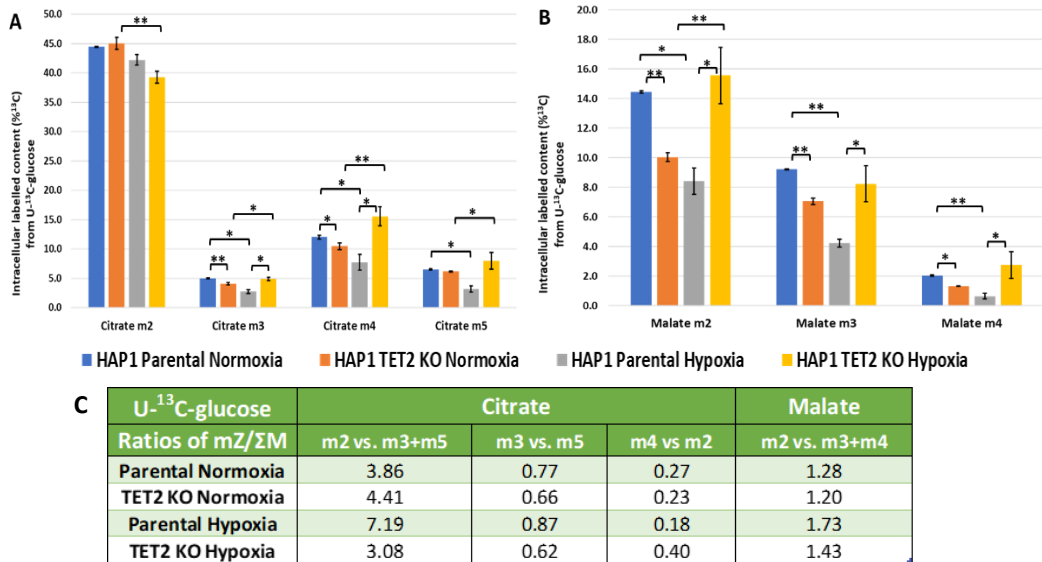 A
B
50.0
45.0
40.0
35.0
30.0
25.0
20.0
15.0
10.0
5.0
0.0
Intracellular labelled content (%¹³C)
from U-¹³C-glucose
**
**
*
*
*
*
*
*
**
*
*
Citrate m2
Citrate m3
Citrate m4
Citrate m5
20.0
18.0
16.0
14.0
12.0
10.0
8.0
6.0
4.0
2.0
0.0
Intracellular labelled content (%¹³C)
from U-¹³C-glucose
**
*
**
*
**
**
*
**
*
*
Malate m2
Malate m3
Malate m4
HAP1 Parental Normoxia
HAP1 TET2 KO Normoxia
HAP1 Parental Hypoxia
HAP1 TET2 KO Hypoxia
C
U-¹³C-glucose Citrate Malate
Ratios of mZ/ΣM m2 vs. m3+m5 m3 vs. m5 m4 vs m2 m2 vs. m3+m4
Parental Normoxia 3.86 0.77 0.27 1.28
TET2 KO Normoxia 4.41 0.66 0.23 1.20
Parental Hypoxia 7.19 0.87 0.18 1.73
TET2 KO Hypoxia 3.08 0.62 0.40 1.43